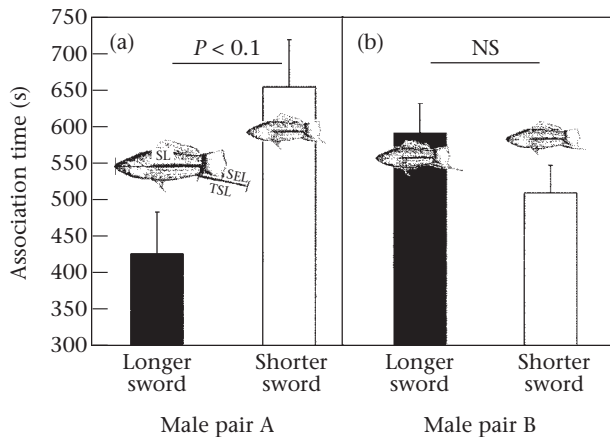 750
700
650
600
550
500
450
400
350
300
Association time (s)
(a)
P < 0.1
SL
SEL
TSL
(b)
NS
Longer
sword
Shorter
sword
Longer
sword
Shorter
sword
Male pair A
Male pair B